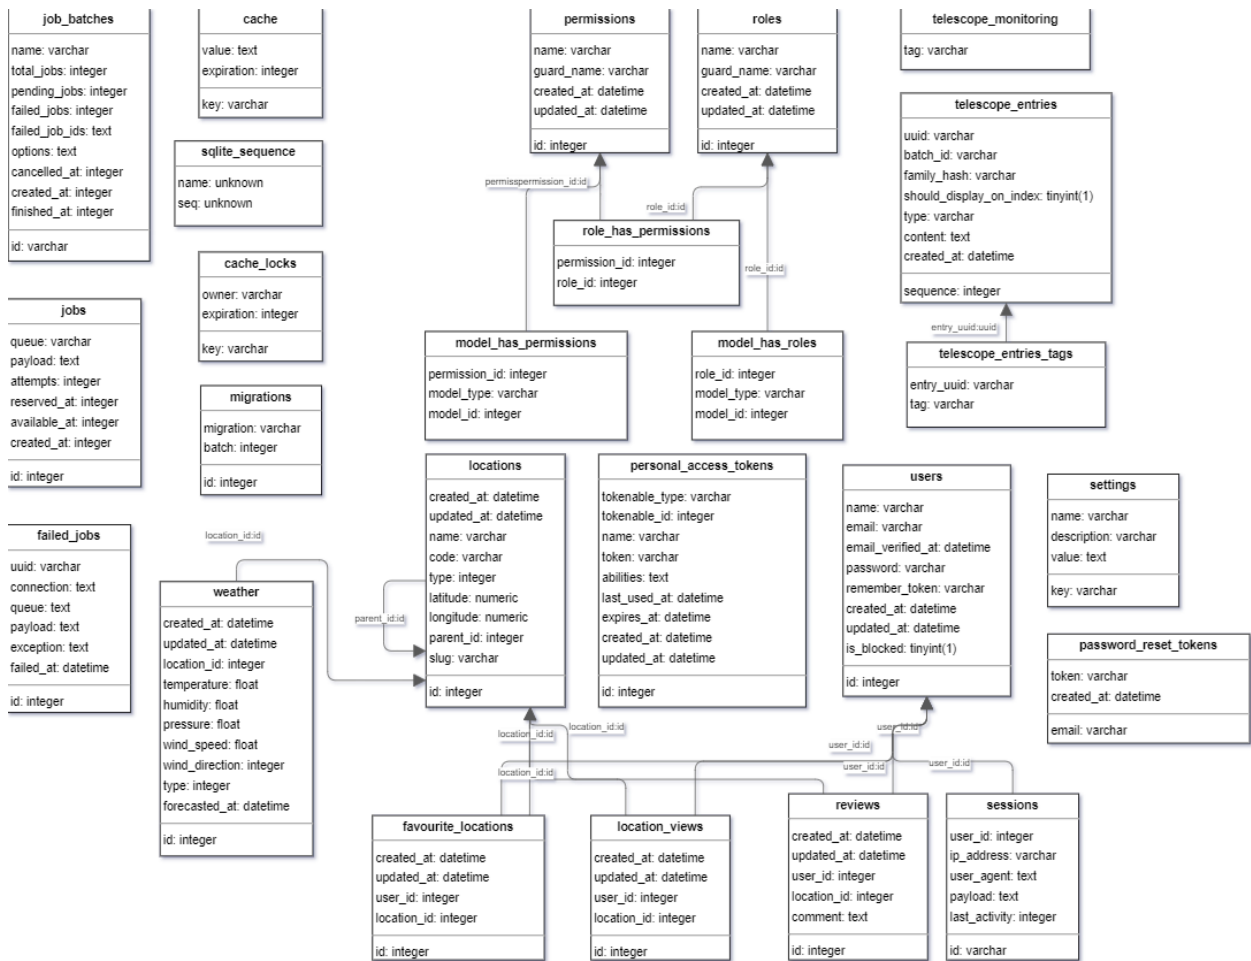 job_batches
name: varchar
total_jobs: integer
pending_jobs: integer
failed_jobs: integer
failed_job_ids: text
options: text
cancelled_at: integer
created_at: integer
finished_at: integer
id: varchar
cache
value: text
expiration: integer
key: varchar
permissions
name: varchar
guard_name: varchar
created_at: datetime
updated_at: datetime
id: integer
roles
name: varchar
guard_name: varchar
created_at: datetime
updated_at: datetime
id: integer
telescope_monitoring
tag: varchar
telescope_entries
uuid: varchar
batch_id: varchar
family_hash: varchar
should_display_on_index: tinyint(1)
type: varchar
content: text
created_at: datetime
sequence: integer
sqlite_sequence
name: unknown
seq: unknown
permisspermission_id:id
role_id:id
role_has_permissions
permission_id: integer
role_id: integer
role_id:id
cache_locks
owner: varchar
expiration: integer
key: varchar
jobs
queue: varchar
payload: text
attempts: integer
reserved_at: integer
available_at: integer
created_at: integer
id: integer
entry_uuid:uuid
model_has_permissions
permission_id: integer
model_type: varchar
model_id: integer
model_has_roles
role_id: integer
model_type: varchar
model_id: integer
telescope_entries_tags
entry_uuid: varchar
tag: varchar
migrations
migration: varchar
batch: integer
id: integer
locations
created_at: datetime
updated_at: datetime
name: varchar
code: varchar
type: integer
latitude: numeric
longitude: numeric
parent_id: integer
slug: varchar
id: integer
parent_id:id
personal_access_tokens
tokenable_type: varchar
tokenable_id: integer
name: varchar
token: varchar
abilities: text
last_used_at: datetime
expires_at: datetime
created_at: datetime
updated_at: datetime
id: integer
users
name: varchar
email: varchar
email_verified_at: datetime
password: varchar
remember_token: varchar
created_at: datetime
updated_at: datetime
is_blocked: tinyint(1)
id: integer
settings
name: varchar
description: varchar
value: text
key: varchar
failed_jobs
uuid: varchar
connection: text
queue: text
payload: text
exception: text
failed_at: datetime
id: integer
location_id:id
weather
created_at: datetime
updated_at: datetime
location_id: integer
temperature: float
humidity: float
pressure: float
wind_speed: float
wind_direction: integer
type: integer
forecasted_at: datetime
id: integer
password_reset_tokens
token: varchar
created_at: datetime
email: varchar
location_id:id
location_id:id
user_id:id
user_id:id
location_id:id
user_id:id
user_id:id
favourite_locations
created_at: datetime
updated_at: datetime
user_id: integer
location_id: integer
id: integer
location_views
created_at: datetime
updated_at: datetime
user_id: integer
location_id: integer
id: integer
reviews
created_at: datetime
updated_at: datetime
user_id: integer
location_id: integer
comment: text
id: integer
sessions
user_id: integer
ip_address: varchar
user_agent: text
payload: text
last_activity: integer
id: varchar